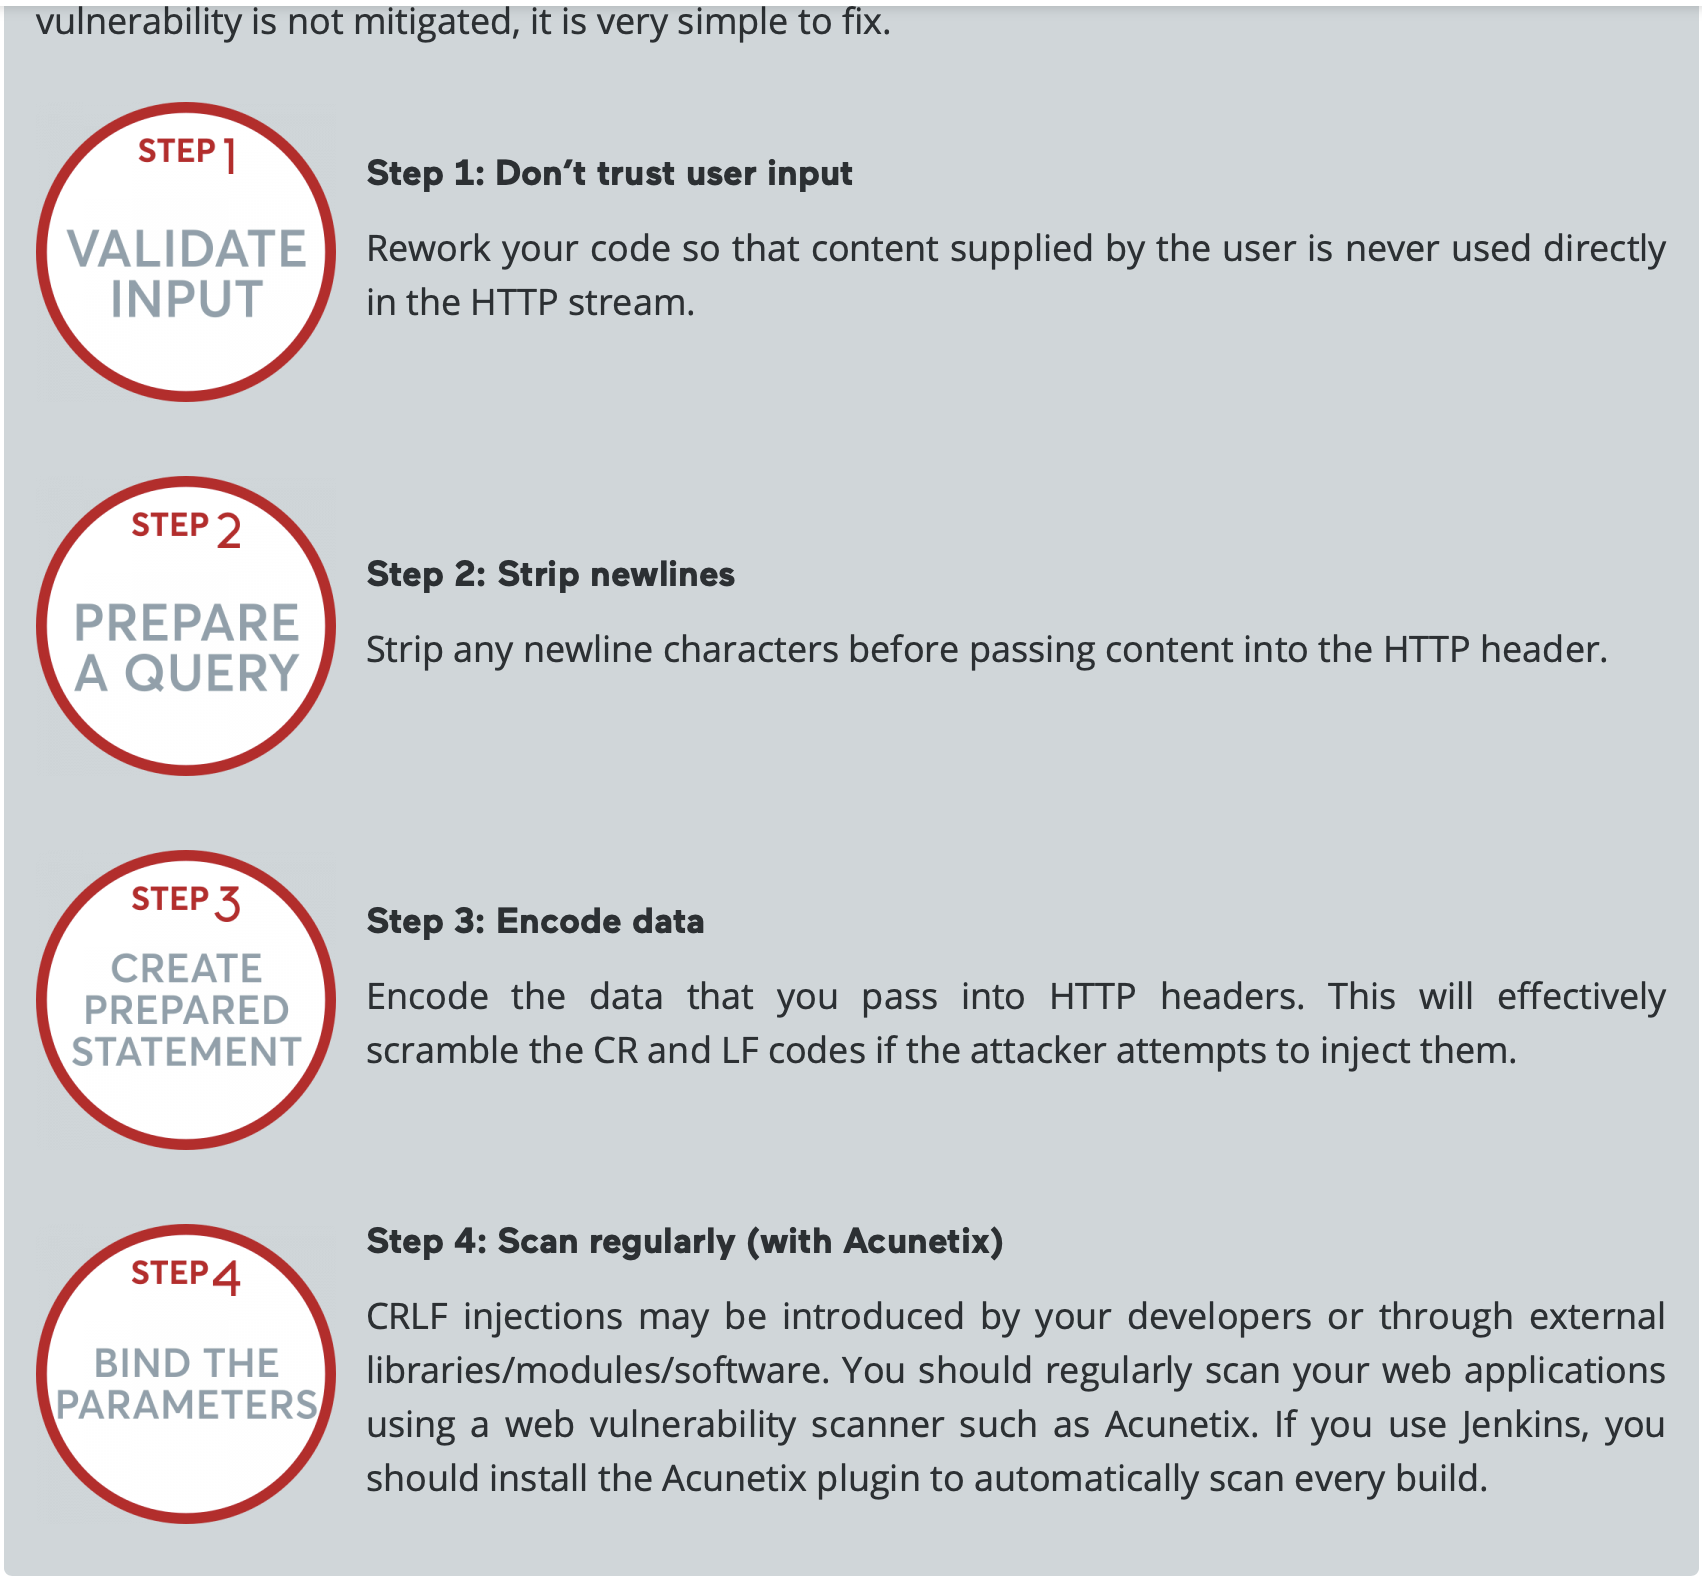 vulnerability is not mitigated, it is very simple to fix.
STEP 1
VALIDATE
INPUT
Step 1: Don’t trust user input
Rework your code so that content supplied by the user is never used directly
in the HTTP stream.
STEP 2
PREPARE
A QUERY
Step 2: Strip newlines
Strip any newline characters before passing content into the HTTP header.
STEP 3
CREATE
PREPARED
STATEMENT
Step 3: Encode data
Encode the data that you pass into HTTP headers. This will effectively
scramble the CR and LF codes if the attacker attempts to inject them.
STEP 4
BIND THE
PARAMETERS
Step 4: Scan regularly (with Acunetix)
CRLF injections may be introduced by your developers or through external
libraries/modules/software. You should regularly scan your web applications
using a web vulnerability scanner such as Acunetix. If you use Jenkins, you
should install the Acunetix plugin to automatically scan every build.